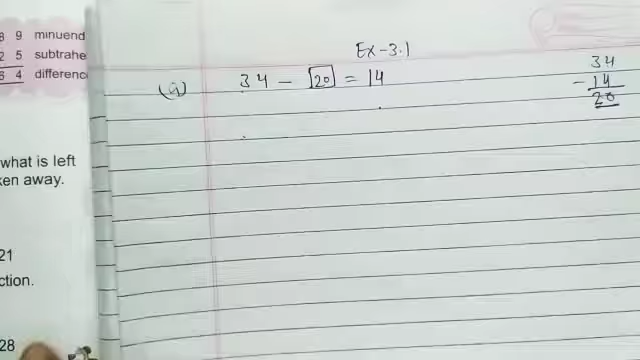 8 9 minuend
2 5 subtrahe
6 4 differenc
what is left
ken away.
21
ction.
28
Ex-3.1
(a) 34 - 20 = 14
34
- 14
20